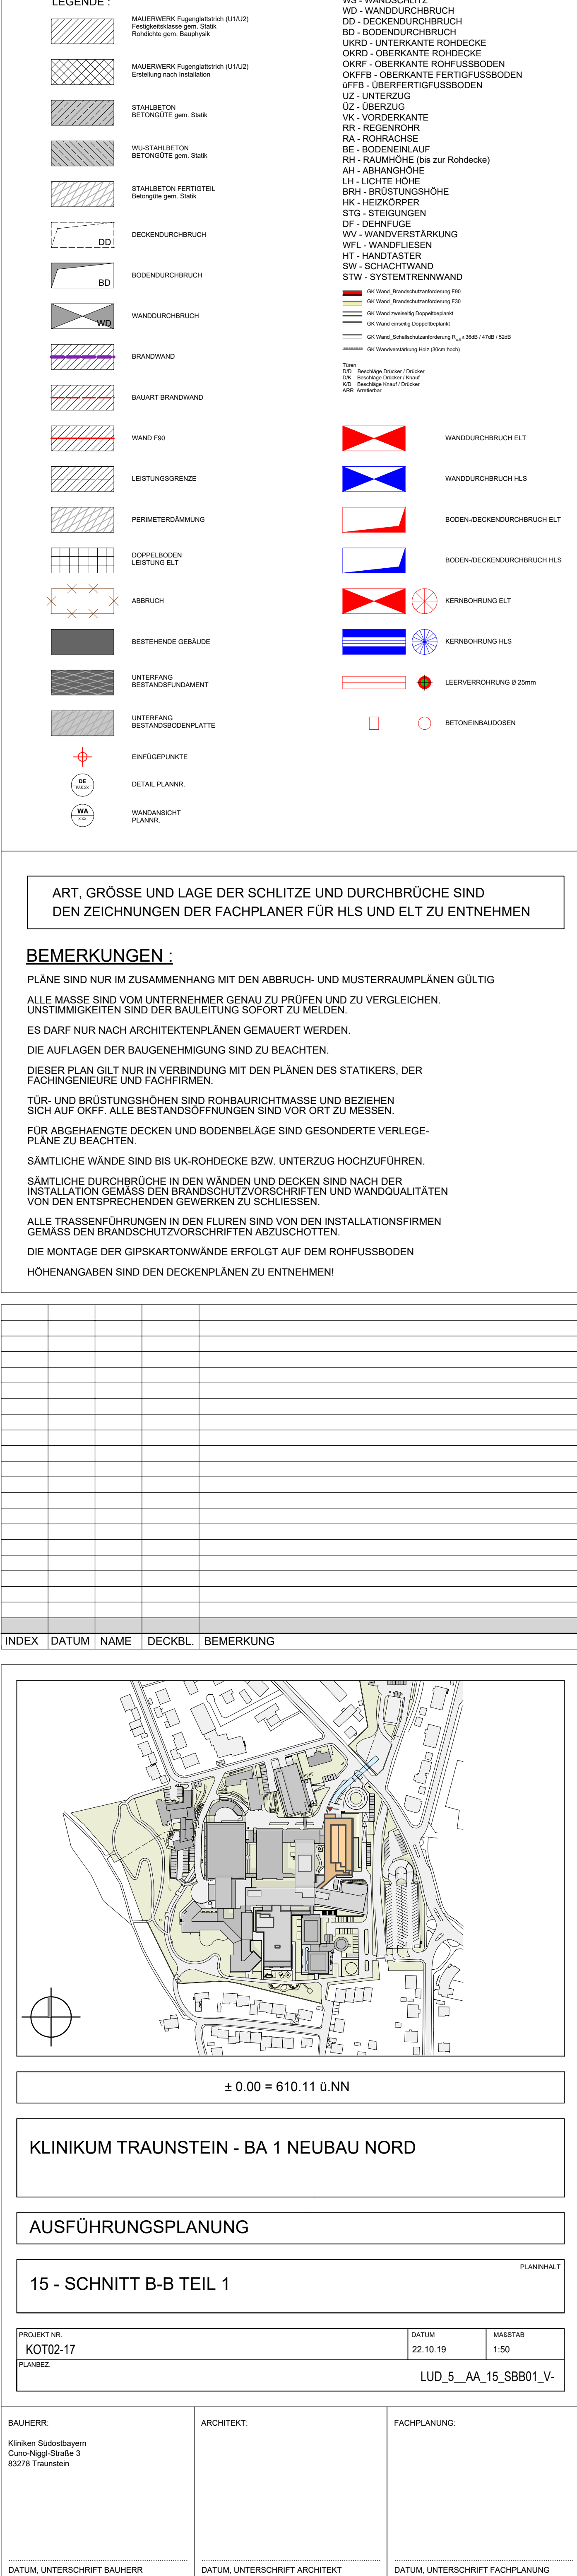 LEGENDE :
MAUERWERK Fugenglattstrich (U1/U2)
Festigkeitsklasse gem. Statik
Rohdichte gem. Bauphysik
MAUERWERK Fugenglattstrich (U1/U2)
Erstellung nach Installation
STAHLBETON
BETONGÜTE gem. Statik
WU-STAHLBETON
BETONGÜTE gem. Statik
STAHLBETON FERTIGTEIL
Betongüte gem. Statik
DD
DECKENDURCHBRUCH
BD
BODENDURCHBRUCH
WD
WANDDURCHBRUCH
BRANDWAND
BAUART BRANDWAND
WAND F90
LEISTUNGSGRENZE
PERIMETERDÄMMUNG
DOPPELBODEN
LEISTUNG ELT
ABBRUCH
BESTEHENDE GEBÄUDE
UNTERFANG
BESTANDSFUNDAMENT
UNTERFANG
BESTANDSBODENPLATTE
EINFÜGEPUNKTE
DE
FAS.XX
DETAIL PLANNR.
WA
X.XX
WANDANSICHT
PLANNR.
WS - WANDSCHLITZ
WD - WANDDURCHBRUCH
DD - DECKENDURCHBRUCH
BD - BODENDURCHBRUCH
UKRD - UNTERKANTE ROHDECKE
OKRD - OBERKANTE ROHDECKE
OKRF - OBERKANTE ROHFUSSBODEN
OKFFB - OBERKANTE FERTIGFUSSBODEN
üFFB - ÜBERFERTIGFUSSBODEN
UZ - UNTERZUG
ÜZ - ÜBERZUG
VK - VORDERKANTE
RR - REGENROHR
RA - ROHRACHSE
BE - BODENEINLAUF
RH - RAUMHÖHE (bis zur Rohdecke)
AH - ABHANGHÖHE
LH - LICHTE HÖHE
BRH - BRÜSTUNGSHÖHE
HK - HEIZKÖRPER
STG - STEIGUNGEN
DF - DEHNFUGE
WV - WANDVERSTÄRKUNG
WFL - WANDFLIESEN
HT - HANDTASTER
SW - SCHACHTWAND
STW - SYSTEMTRENNWAND
GK Wand_Brandschutzanforderung F90
GK Wand_Brandschutzanforderung F30
GK Wand zweiseitig Doppeltbeplankt
GK Wand einseitig Doppeltbeplankt
GK Wand_Schallschutzanforderung R ≥ 36dB / 47dB / 52dB
GK Wandverstärkung Holz (30cm hoch)
Türen
D/D Beschläge Drücker / Drücker
D/K Beschläge Drücker / Knauf
K/D Beschläge Knauf / Drücker
ARR Arretierbar
WANDDURCHBRUCH ELT
WANDDURCHBRUCH HLS
BODEN-/DECKENDURCHBRUCH ELT
BODEN-/DECKENDURCHBRUCH HLS
KERNBOHRUNG ELT
KERNBOHRUNG HLS
LEERVERROHRUNG Ø 25mm
BETONEINBAUDOSEN
ART, GRÖSSE UND LAGE DER SCHLITZE UND DURCHBRÜCHE SIND
DEN ZEICHNUNGEN DER FACHPLANER FÜR HLS UND ELT ZU ENTNEHMEN
BEMERKUNGEN :
PLÄNE SIND NUR IM ZUSAMMENHANG MIT DEN ABBRUCH- UND MUSTERRAUMPLÄNEN GÜLTIG
ALLE MASSE SIND VOM UNTERNEHMER GENAU ZU PRÜFEN UND ZU VERGLEICHEN.
UNSTIMMIGKEITEN SIND DER BAULEITUNG SOFORT ZU MELDEN.
ES DARF NUR NACH ARCHITEKTENPLÄNEN GEMAUERT WERDEN.
DIE AUFLAGEN DER BAUGENEHMIGUNG SIND ZU BEACHTEN.
DIESER PLAN GILT NUR IN VERBINDUNG MIT DEN PLÄNEN DES STATIKERS, DER
FACHINGENIEURE UND FACHFIRMEN.
TÜR- UND BRÜSTUNGSHÖHEN SIND ROHBAURICHTMASSE UND BEZIEHEN
SICH AUF OKFF. ALLE BESTANDSÖFFNUNGEN SIND VOR ORT ZU MESSEN.
FÜR ABGEHAENGTE DECKEN UND BODENBELÄGE SIND GESONDERTE VERLEGE-
PLÄNE ZU BEACHTEN.
SÄMTLICHE WÄNDE SIND BIS UK-ROHDECKE BZW. UNTERZUG HOCHZUFÜHREN.
SÄMTLICHE DURCHBRÜCHE IN DEN WÄNDEN UND DECKEN SIND NACH DER
INSTALLATION GEMÄSS DEN BRANDSCHUTZVORSCHRIFTEN UND WANDQUALITÄTEN
VON DEN ENTSPRECHENDEN GEWERKEN ZU SCHLIESSEN.
ALLE TRASSENFÜHRUNGEN IN DEN FLUREN SIND VON DEN INSTALLATIONSFIRMEN
GEMÄSS DEN BRANDSCHUTZVORSCHRIFTEN ABZUSCHOTTEN.
DIE MONTAGE DER GIPSKARTONWÄNDE ERFOLGT AUF DEM ROHFUSSBODEN
HÖHENANGABEN SIND DEN DECKENPLÄNEN ZU ENTNEHMEN!
INDEX DATUM NAME DECKBL. BEMERKUNG
± 0.00 = 610.11 ü.NN
KLINIKUM TRAUNSTEIN - BA 1 NEUBAU NORD
AUSFÜHRUNGSPLANUNG
PLANINHALT
15 - SCHNITT B-B TEIL 1
PROJEKT NR. DATUM MAßSTAB
KOT02-17 22.10.19 1:50
PLANBEZ.
LUD_5__AA_15_SBB01_V-
BAUHERR: ARCHITEKT: FACHPLANUNG:
Kliniken Südostbayern
Cuno-Niggl-Straße 3
83278 Traunstein
DATUM, UNTERSCHRIFT BAUHERR DATUM, UNTERSCHRIFT ARCHITEKT DATUM, UNTERSCHRIFT FACHPLANUNG